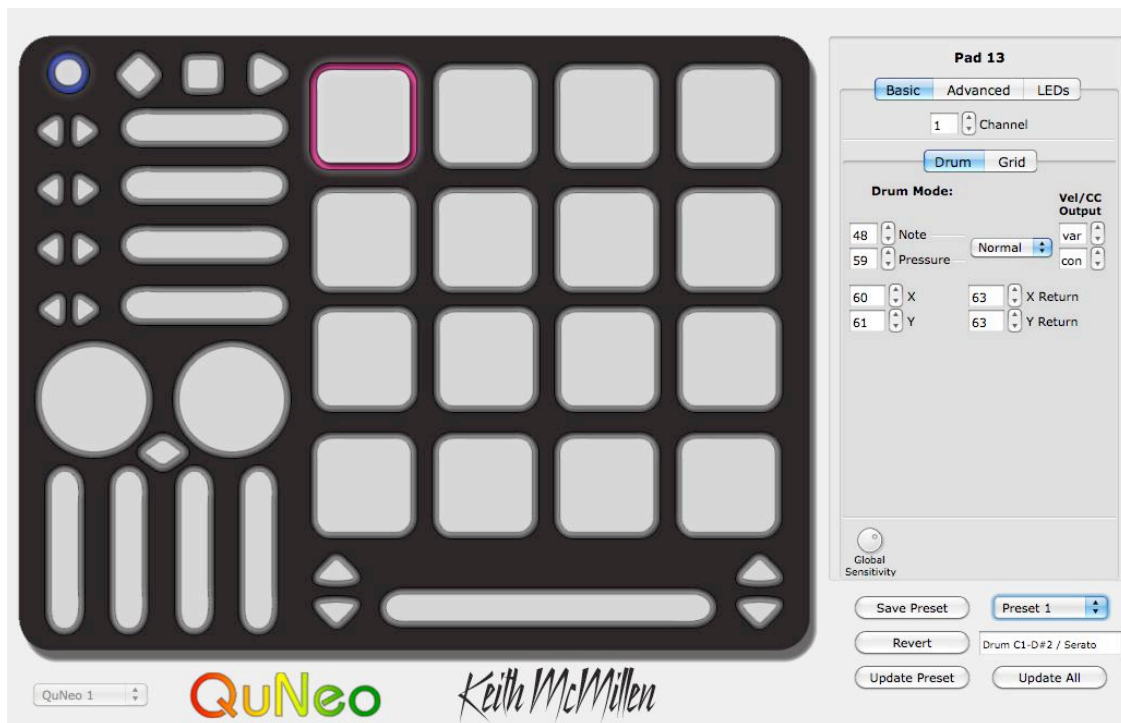 Pad 13
Basic Advanced LEDs
1 Channel
Drum Grid
Drum Mode:
Vel/CC
Output
48 Note
Normal
var
59 Pressure
con
60 X 63 X Return
61 Y 63 Y Return
Global
Sensitivity
Save Preset Preset 1
Revert Drum C1-D#2 / Serato
Update Preset Update All
QuNeo 1 QuNeo Keith McMillen